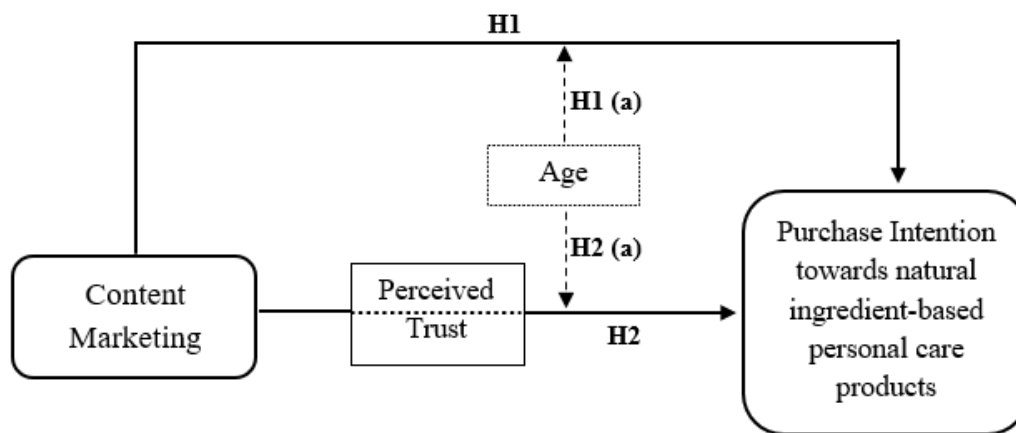 H1
H1 (a)
Age
H2 (a)
Content
Marketing
Perceived
Trust
H2
Purchase Intention
towards natural
ingredient-based
personal care
products